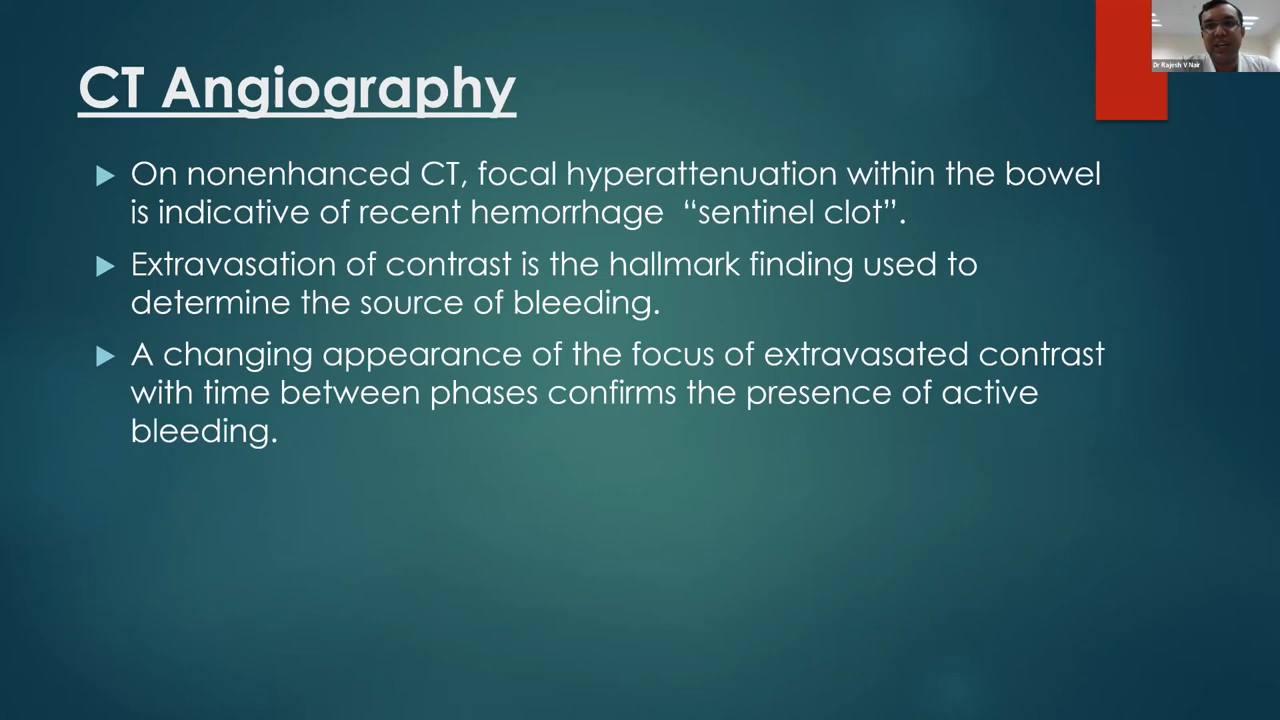 CT Angiography
Dr Rajesh V Nair
On nonenhanced CT, focal hyperattenuation within the bowel
is indicative of recent hemorrhage “sentinel clot”.
Extravasation of contrast is the hallmark finding used to
determine the source of bleeding.
A changing appearance of the focus of extravasated contrast
with time between phases confirms the presence of active
bleeding.